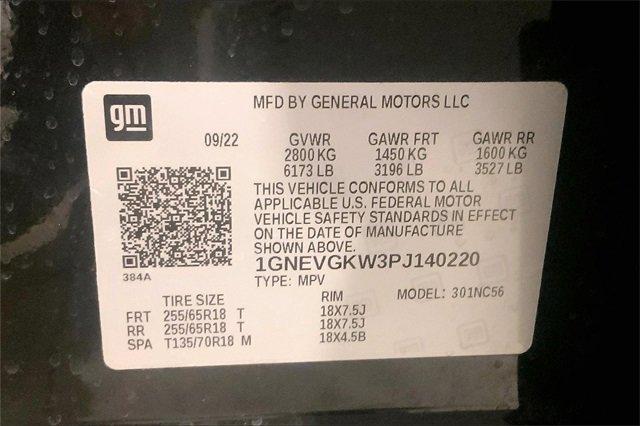 gm
MFD BY GENERAL MOTORS LLC
09/22 GVWR GAWR FRT GAWR RR
2800 KG 1450 KG 1600 KG
6173 LB 3196 LB 3527 LB
THIS VEHICLE CONFORMS TO ALL
APPLICABLE U.S. FEDERAL MOTOR
VEHICLE SAFETY STANDARDS IN EFFECT
ON THE DATE OF MANUFACTURE
SHOWN ABOVE.
384A
1GNEVGKW3PJ140220
TYPE: MPV MODEL: 301NC56
TIRE SIZE RIM
FRT 255/65R18 T 18X7.5J
RR 255/65R18 T 18X7.5J
SPA T135/70R18 M 18X4.5B